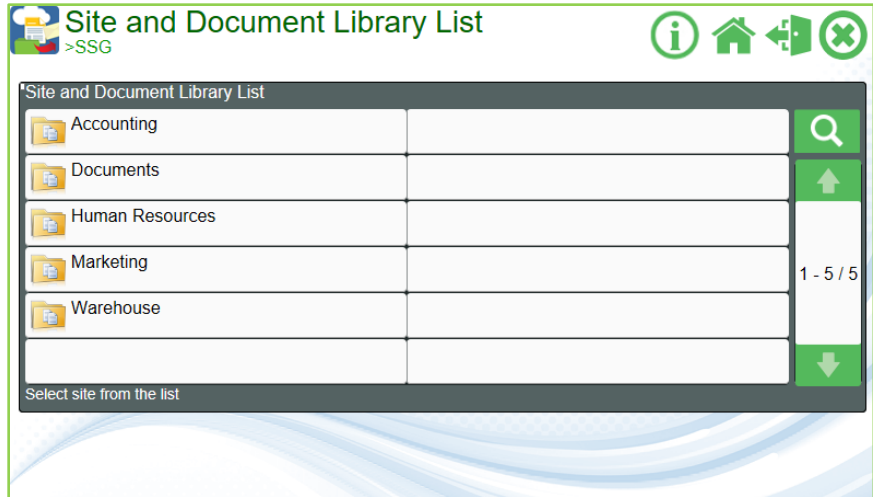 Site and Document Library List
>SSG
Site and Document Library List
Accounting
Documents
Human Resources
Marketing
Warehouse
1 - 5 / 5
Select site from the list